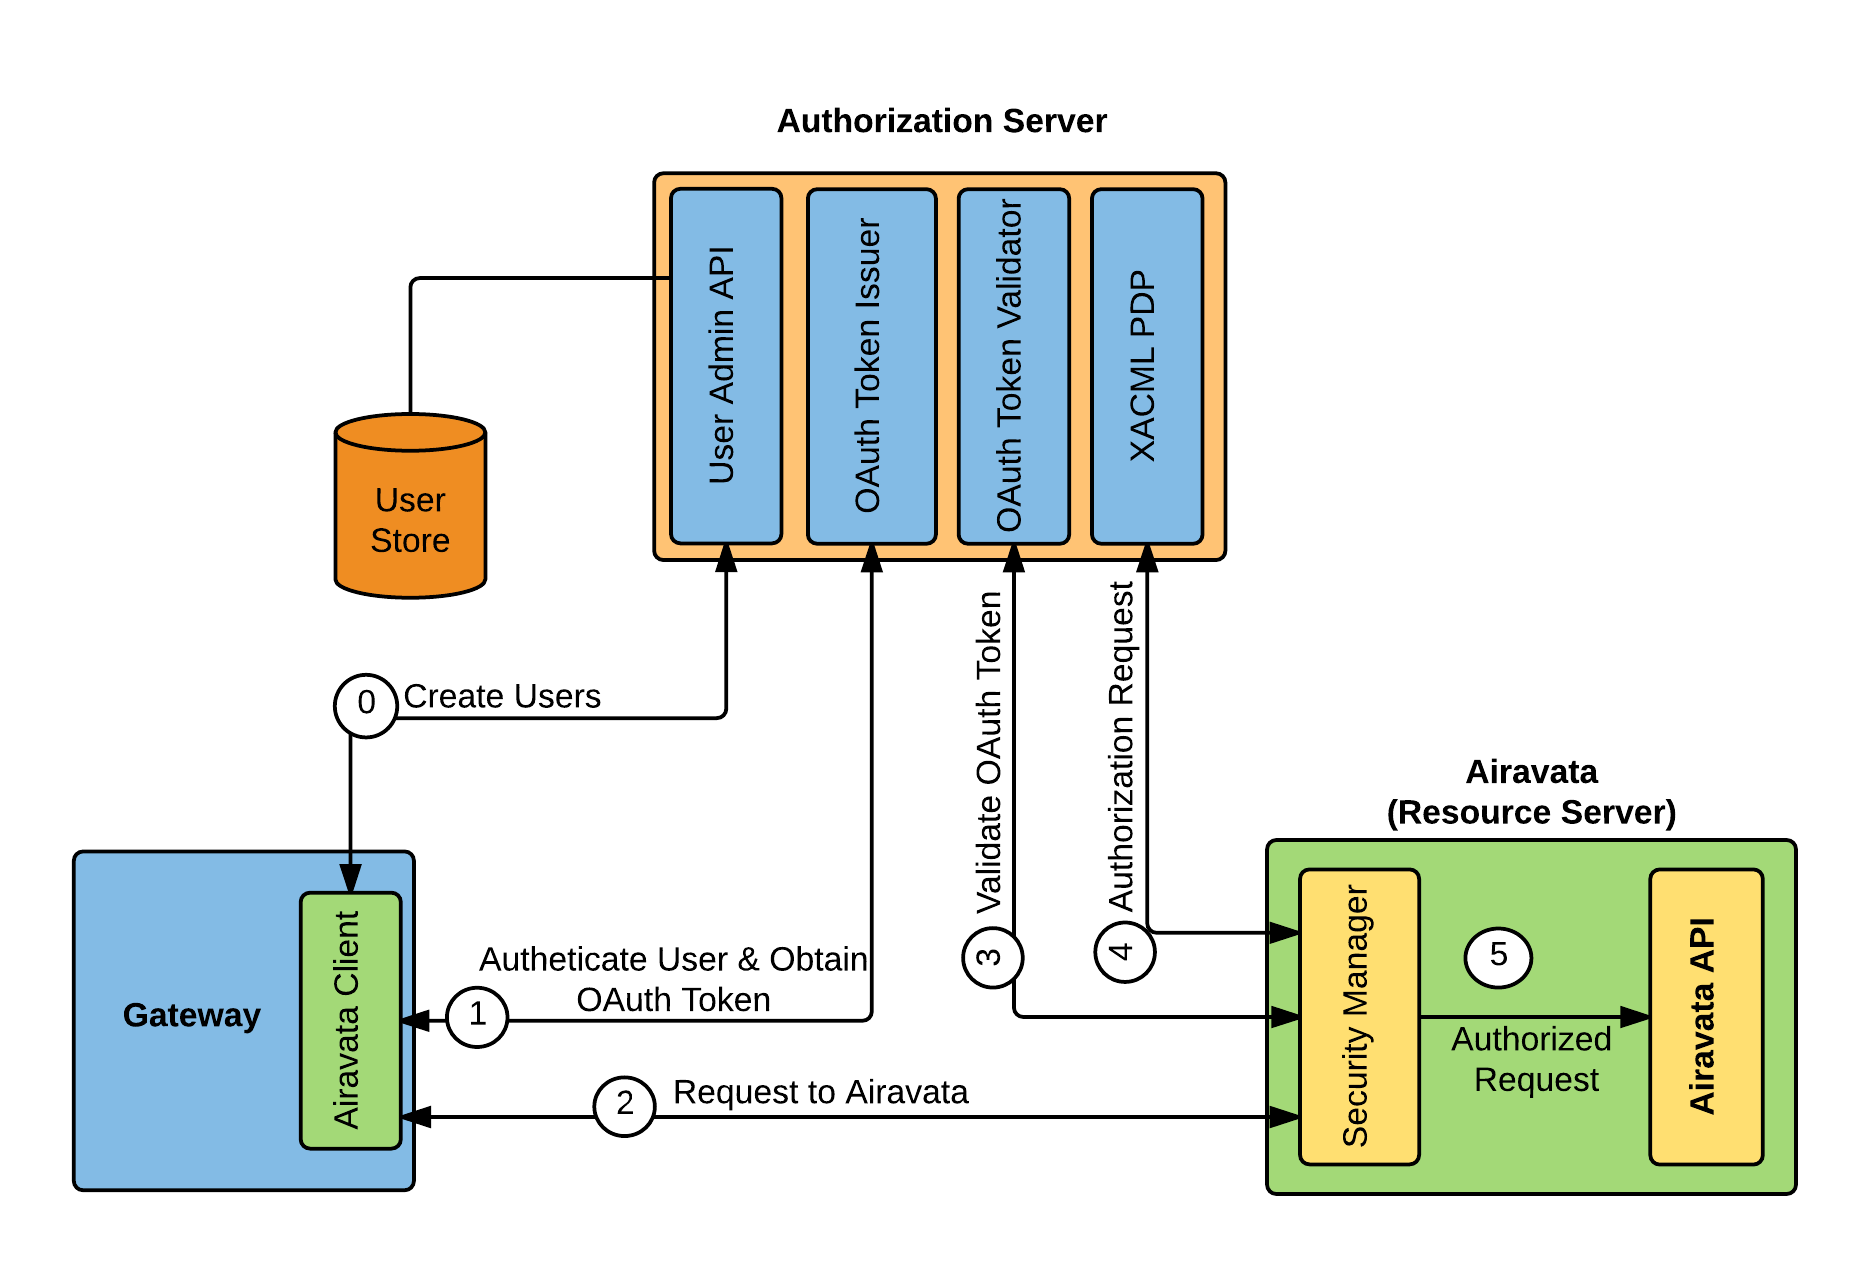 Authorization Server
User Admin API
OAuth Token Issuer
OAuth Token Validator
XACML PDP
User
Store
0
Create Users
Validate OAuth Token
Authorization Request
Airavata
(Resource Server)
Gateway
Airavata Client
Autheticate User & Obtain
OAuth Token
1
2
Request to Airavata
3
4
Security Manager
5
Authorized
Request
Airavata API